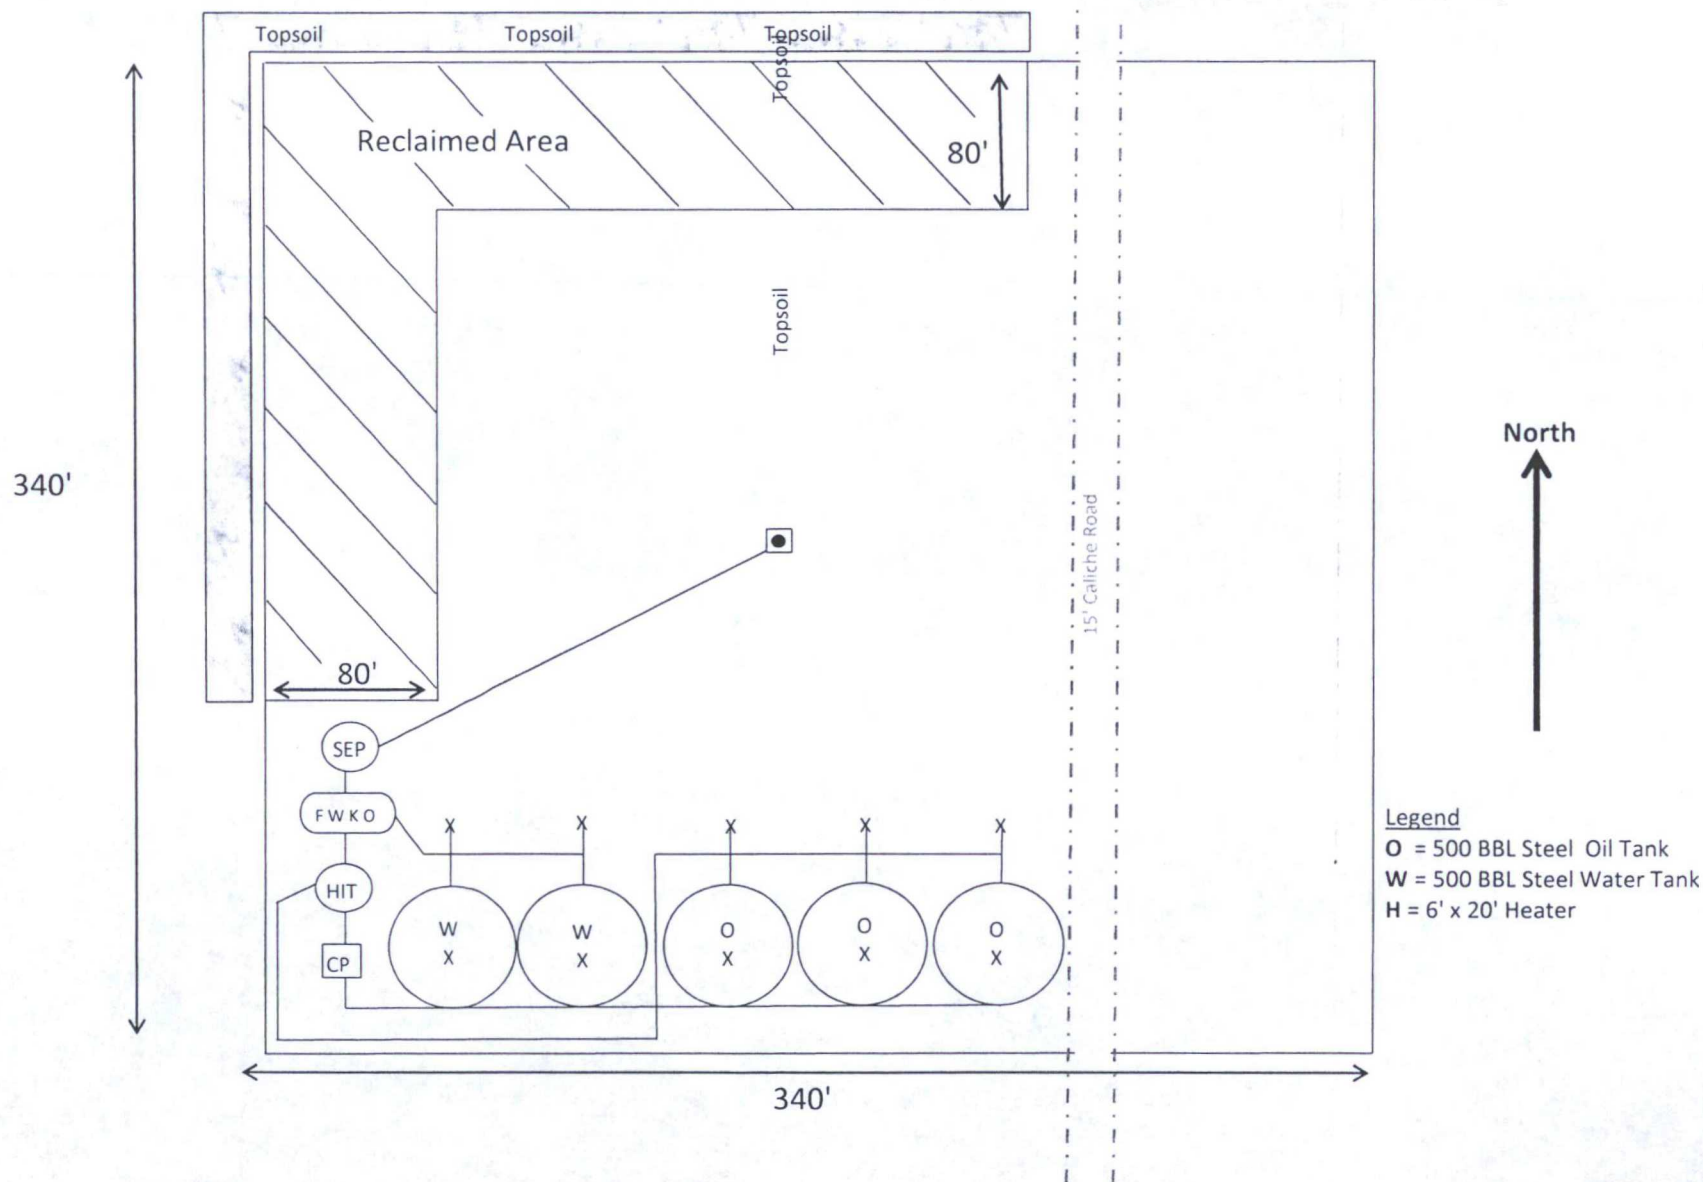 Topsoil Topsoil Topsoil
Topsoil
Reclaimed Area
80'
Topsoil
North
340'
15' Caliche Road
80'
SEP
FWKO
X X X X X
HIT
W W O O O
X X X X X
CP
Legend
O = 500 BBL Steel Oil Tank
W = 500 BBL Steel Water Tank
H = 6' x 20' Heater
340'